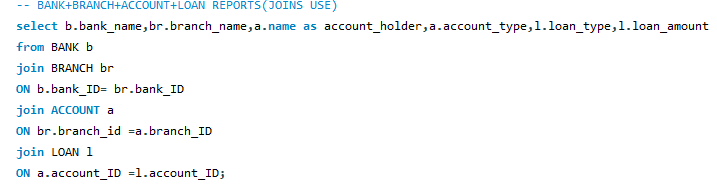 -- BANK+BRANCH+ACCOUNT+LOAN REPORTS(JOINS USE)
select b.bank_name,br.branch_name,a.name as account_holder,a.account_type,l.loan_type,l.loan_amount
from BANK b
join BRANCH br
ON b.bank_ID= br.bank_ID
join ACCOUNT a
ON br.branch_id =a.branch_ID
join LOAN l
ON a.account_ID =l.account_ID;